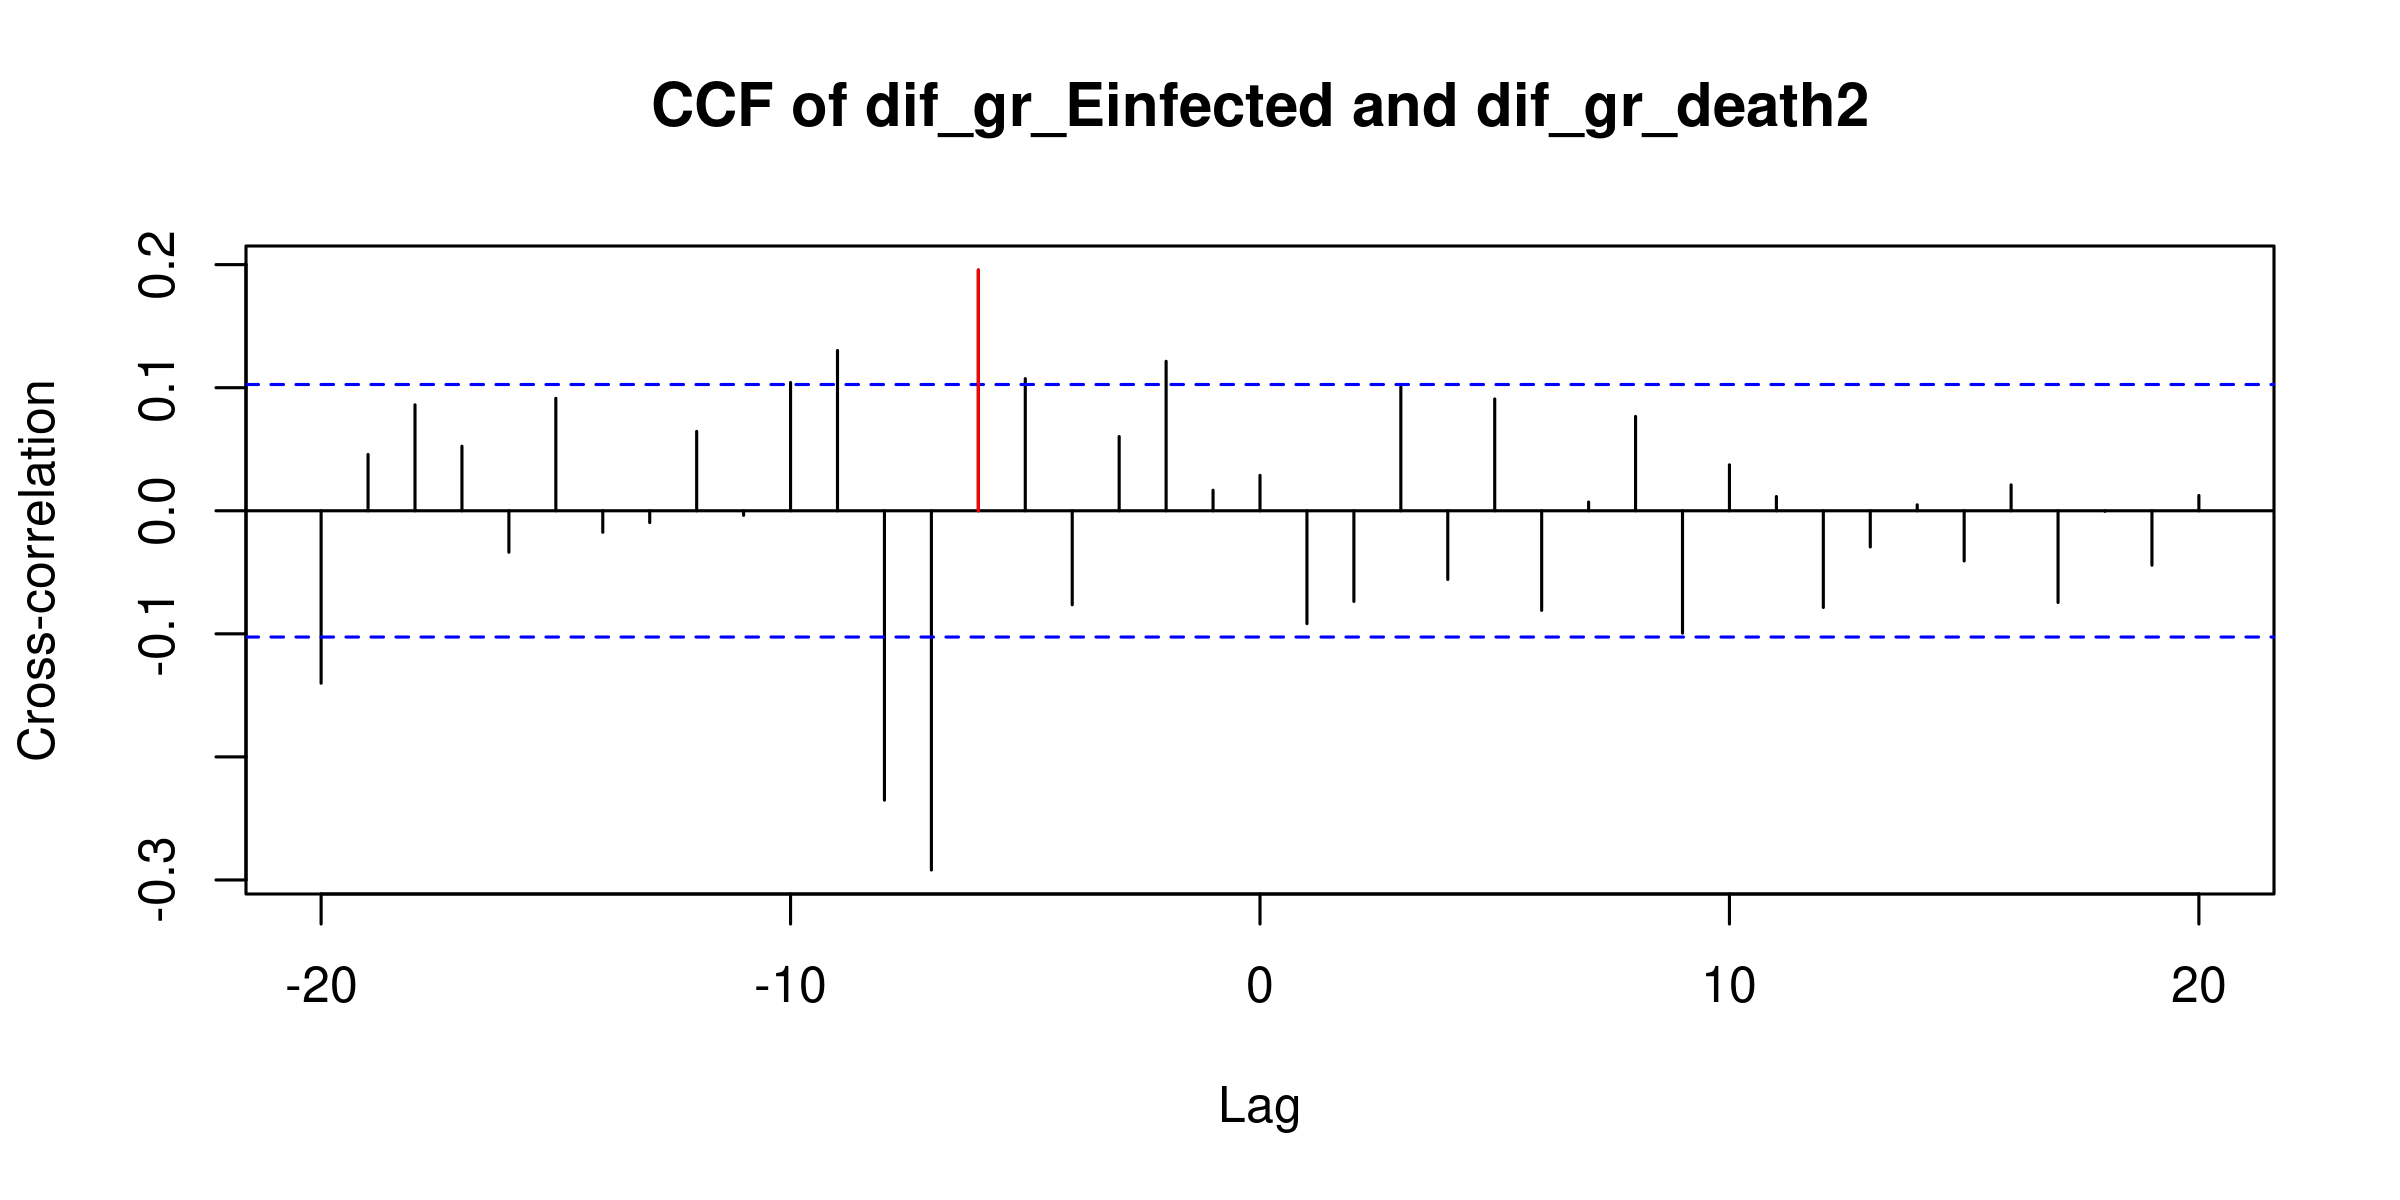 CCF of dif_gr_Einfected and dif_gr_death2
Cross-correlation
0.2
0.1
0.0
-0.1
-0.3
-20 -10 0 10 20
Lag